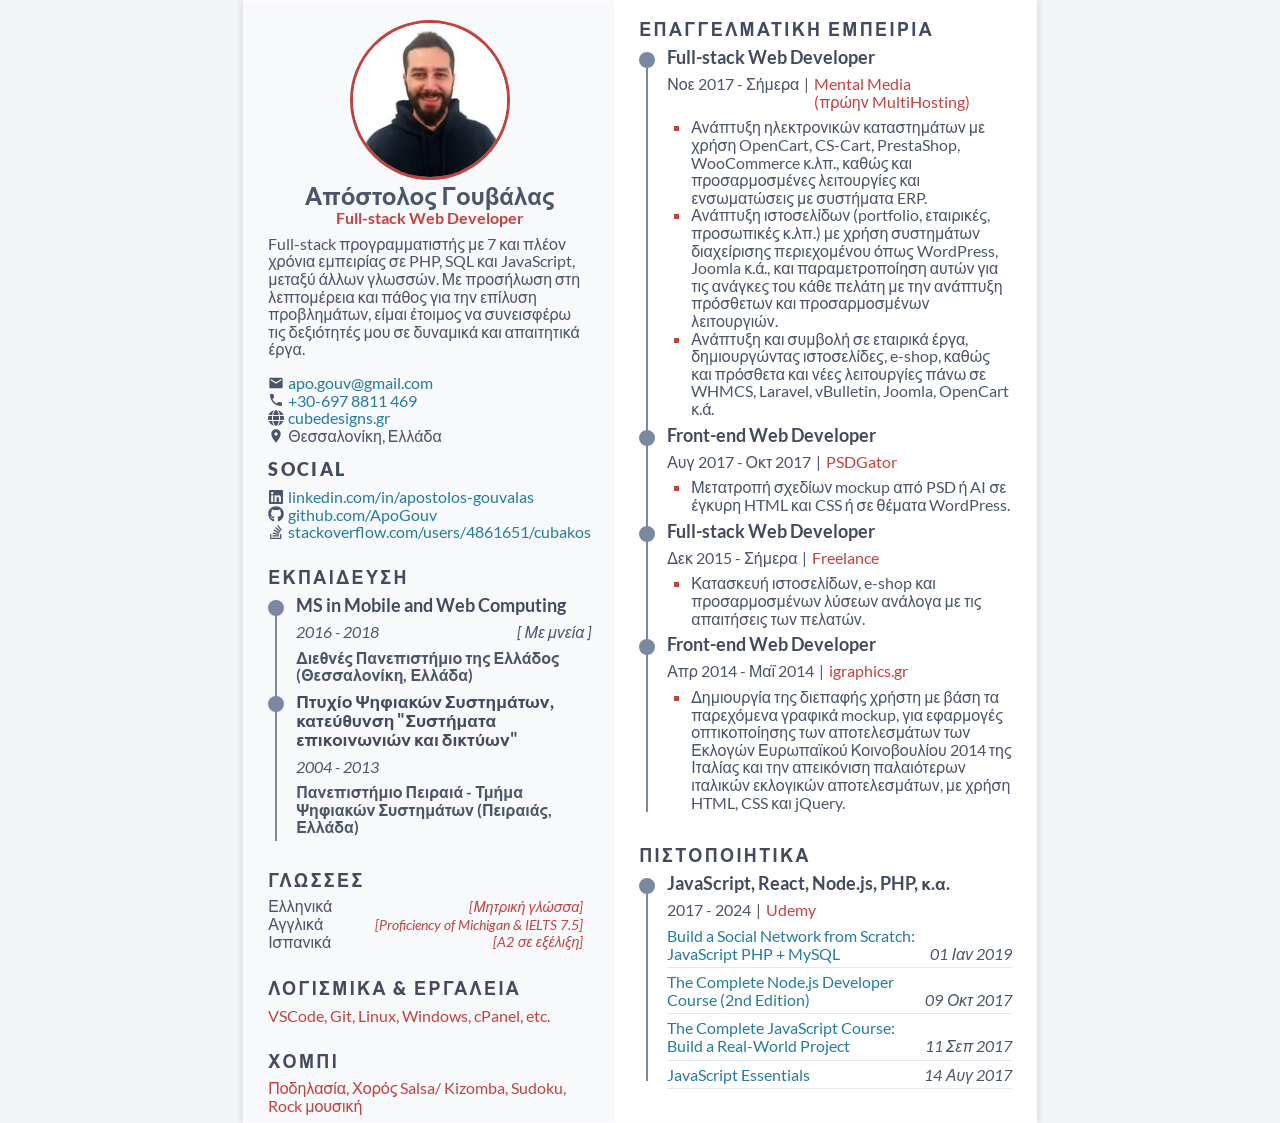 Απόστολος Γουβάλας
Full-stack Web Developer
Full-stack προγραμματιστής με 7 και πλέον
χρόνια εμπειρίας σε PHP, SQL και JavaScript,
μεταξύ άλλων γλωσσών. Με προσήλωση στη
λεπτομέρεια και πάθος για την επίλυση
προβλημάτων, είμαι έτοιμος να συνεισφέρω
τις δεξιότητές μου σε δυναμικά και απαιτητικά
έργα.
apo.gouv@gmail.com
+30-697 8811 469
cubedesigns.gr
Θεσσαλονίκη, Ελλάδα
SOCIAL
linkedin.com/in/apostolos-gouvalas
github.com/ApoGouv
stackoverflow.com/users/4861651/cubakos
ΕΚΠΑΙΔΕΥΣΗ
MS in Mobile and Web Computing
2016 - 2018 [ Με μνεία ]
Διεθνές Πανεπιστήμιο της Ελλάδος
(Θεσσαλονίκη, Ελλάδα)
Πτυχίο Ψηφιακών Συστημάτων,
κατεύθυνση "Συστήματα
επικοινωνιών και δικτύων"
2004 - 2013
Πανεπιστήμιο Πειραιά - Τμήμα
Ψηφιακών Συστημάτων (Πειραιάς,
Ελλάδα)
ΓΛΩΣΣΕΣ
Ελληνικά [Μητρική γλώσσα]
Αγγλικά [Proficiency of Michigan & IELTS 7.5]
Ισπανικά [A2 σε εξέλιξη]
ΛΟΓΙΣΜΙΚΑ & ΕΡΓΑΛΕΙΑ
VSCode, Git, Linux, Windows, cPanel, etc.
ΧΟΜΠΙ
Ποδηλασία, Χορός Salsa/ Kizomba, Sudoku,
Rock μουσική
ΕΠΑΓΓΕΛΜΑΤΙΚΗ ΕΜΠΕΙΡΙΑ
Full-stack Web Developer
Νοε 2017 - Σήμερα | Mental Media
(πρώην MultiHosting)
Ανάπτυξη ηλεκτρονικών καταστημάτων με
χρήση OpenCart, CS-Cart, PrestaShop,
WooCommerce κ.λπ., καθώς και
προσαρμοσμένες λειτουργίες και
ενσωματώσεις με συστήματα ERP.
Ανάπτυξη ιστοσελίδων (portfolio, εταιρικές,
προσωπικές κ.λπ.) με χρήση συστημάτων
διαχείρισης περιεχομένου όπως WordPress,
Joomla κ.ά., και παραμετροποίηση αυτών για
τις ανάγκες του κάθε πελάτη με την ανάπτυξη
πρόσθετων και προσαρμοσμένων
λειτουργιών.
Ανάπτυξη και συμβολή σε εταιρικά έργα,
δημιουργώντας ιστοσελίδες, e-shop, καθώς
και πρόσθετα και νέες λειτουργίες πάνω σε
WHMCS, Laravel, vBulletin, Joomla, OpenCart
κ.ά.
Front-end Web Developer
Αυγ 2017 - Οκτ 2017 | PSDGator
Μετατροπή σχεδίων mockup από PSD ή AI σε
έγκυρη HTML και CSS ή σε θέματα WordPress.
Full-stack Web Developer
Δεκ 2015 - Σήμερα | Freelance
Κατασκευή ιστοσελίδων, e-shop και
προσαρμοσμένων λύσεων ανάλογα με τις
απαιτήσεις των πελατών.
Front-end Web Developer
Απρ 2014 - Μαϊ 2014 | igraphics.gr
Δημιουργία της διεπαφής χρήστη με βάση τα
παρεχόμενα γραφικά mockup, για εφαρμογές
οπτικοποίησης των αποτελεσμάτων των
Εκλογών Ευρωπαϊκού Κοινοβουλίου 2014 της
Ιταλίας και την απεικόνιση παλαιότερων
ιταλικών εκλογικών αποτελεσμάτων, με χρήση
HTML, CSS και jQuery.
ΠΙΣΤΟΠΟΙΗΤΙΚΑ
JavaScript, React, Node.js, PHP, κ.α.
2017 - 2024 | Udemy
Build a Social Network from Scratch:
JavaScript PHP + MySQL 01 Ιαν 2019
The Complete Node.js Developer
Course (2nd Edition) 09 Οκτ 2017
The Complete JavaScript Course:
Build a Real-World Project 11 Σεπ 2017
JavaScript Essentials 14 Αυγ 2017